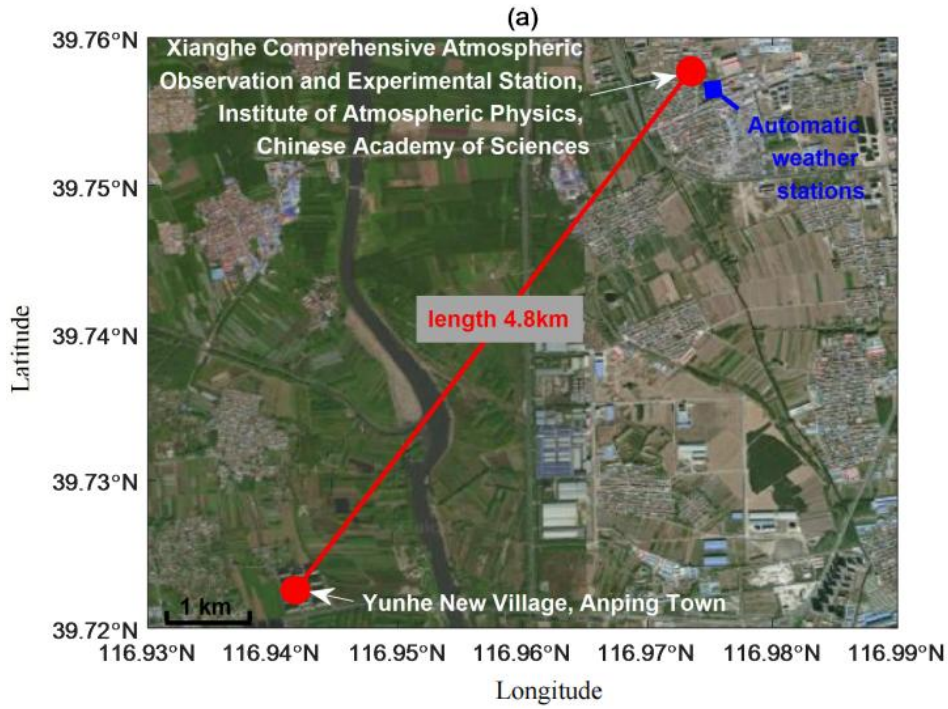 (a)
39.76°N
39.75°N
39.74°N
39.73°N
39.72°N
Latitude
Xianghe Comprehensive Atmospheric
Observation and Experimental Station,
Institute of Atmospheric Physics,
Chinese Academy of Sciences
Automatic
weather
stations
length 4.8km
Yunhe New Village, Anping Town
1 km
116.93°N 116.94°N 116.95°N 116.96°N 116.97°N 116.98°N 116.99°N
Longitude